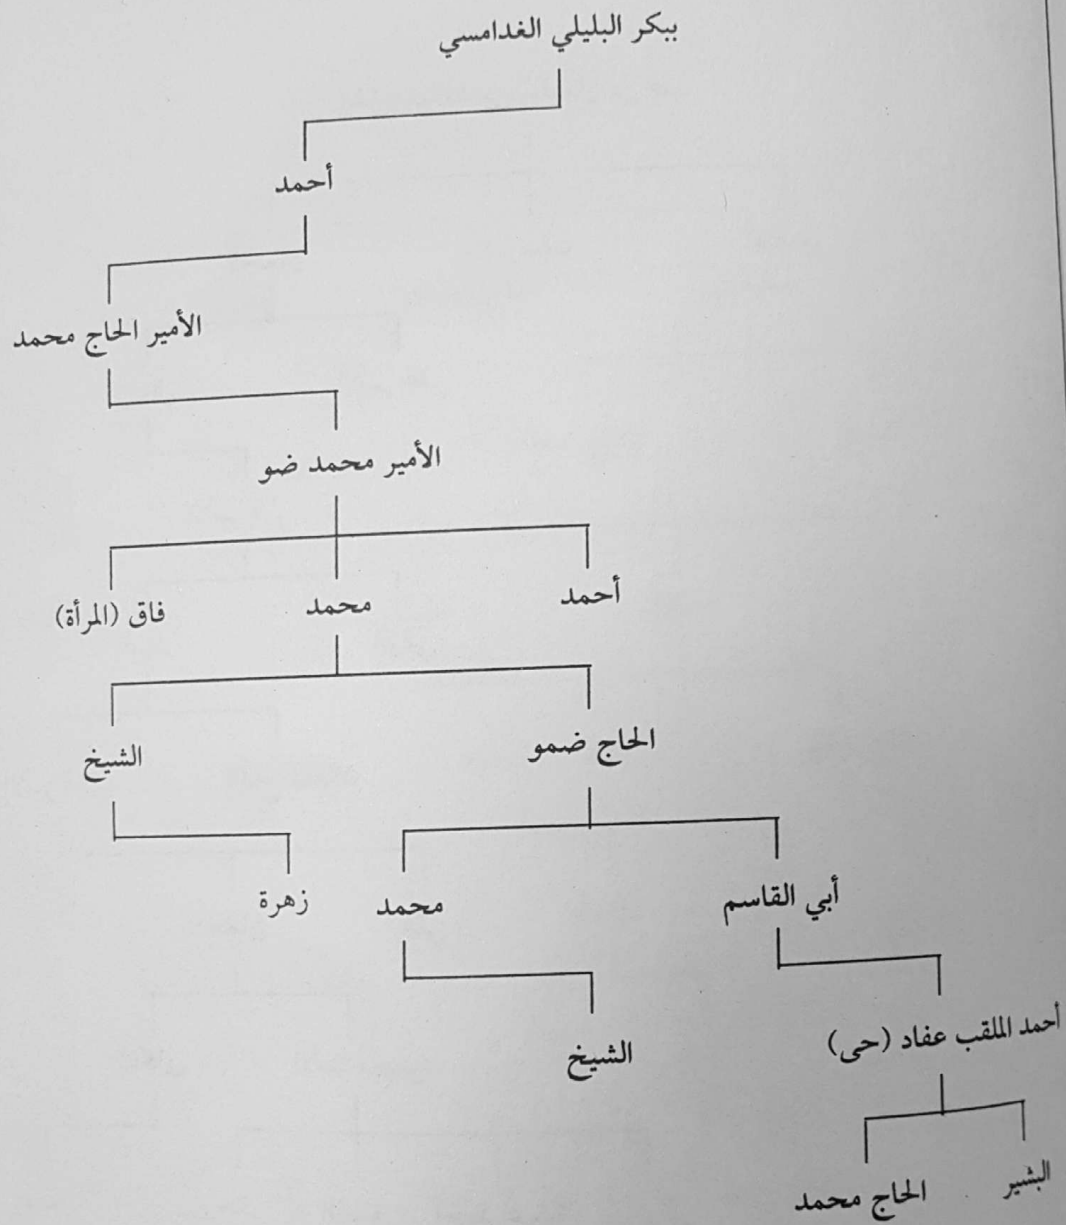 ببكر البليلي الغدامسي
أحمد
الأمير الحاج محمد
الأمير محمد ضو
أحمد محمد فاق (المرأة)
الحاج ضمو الشيخ
أبي القاسم محمد زهرة
أحمد الملقب عفاد (حى) الشيخ
البشير الحاج محمد